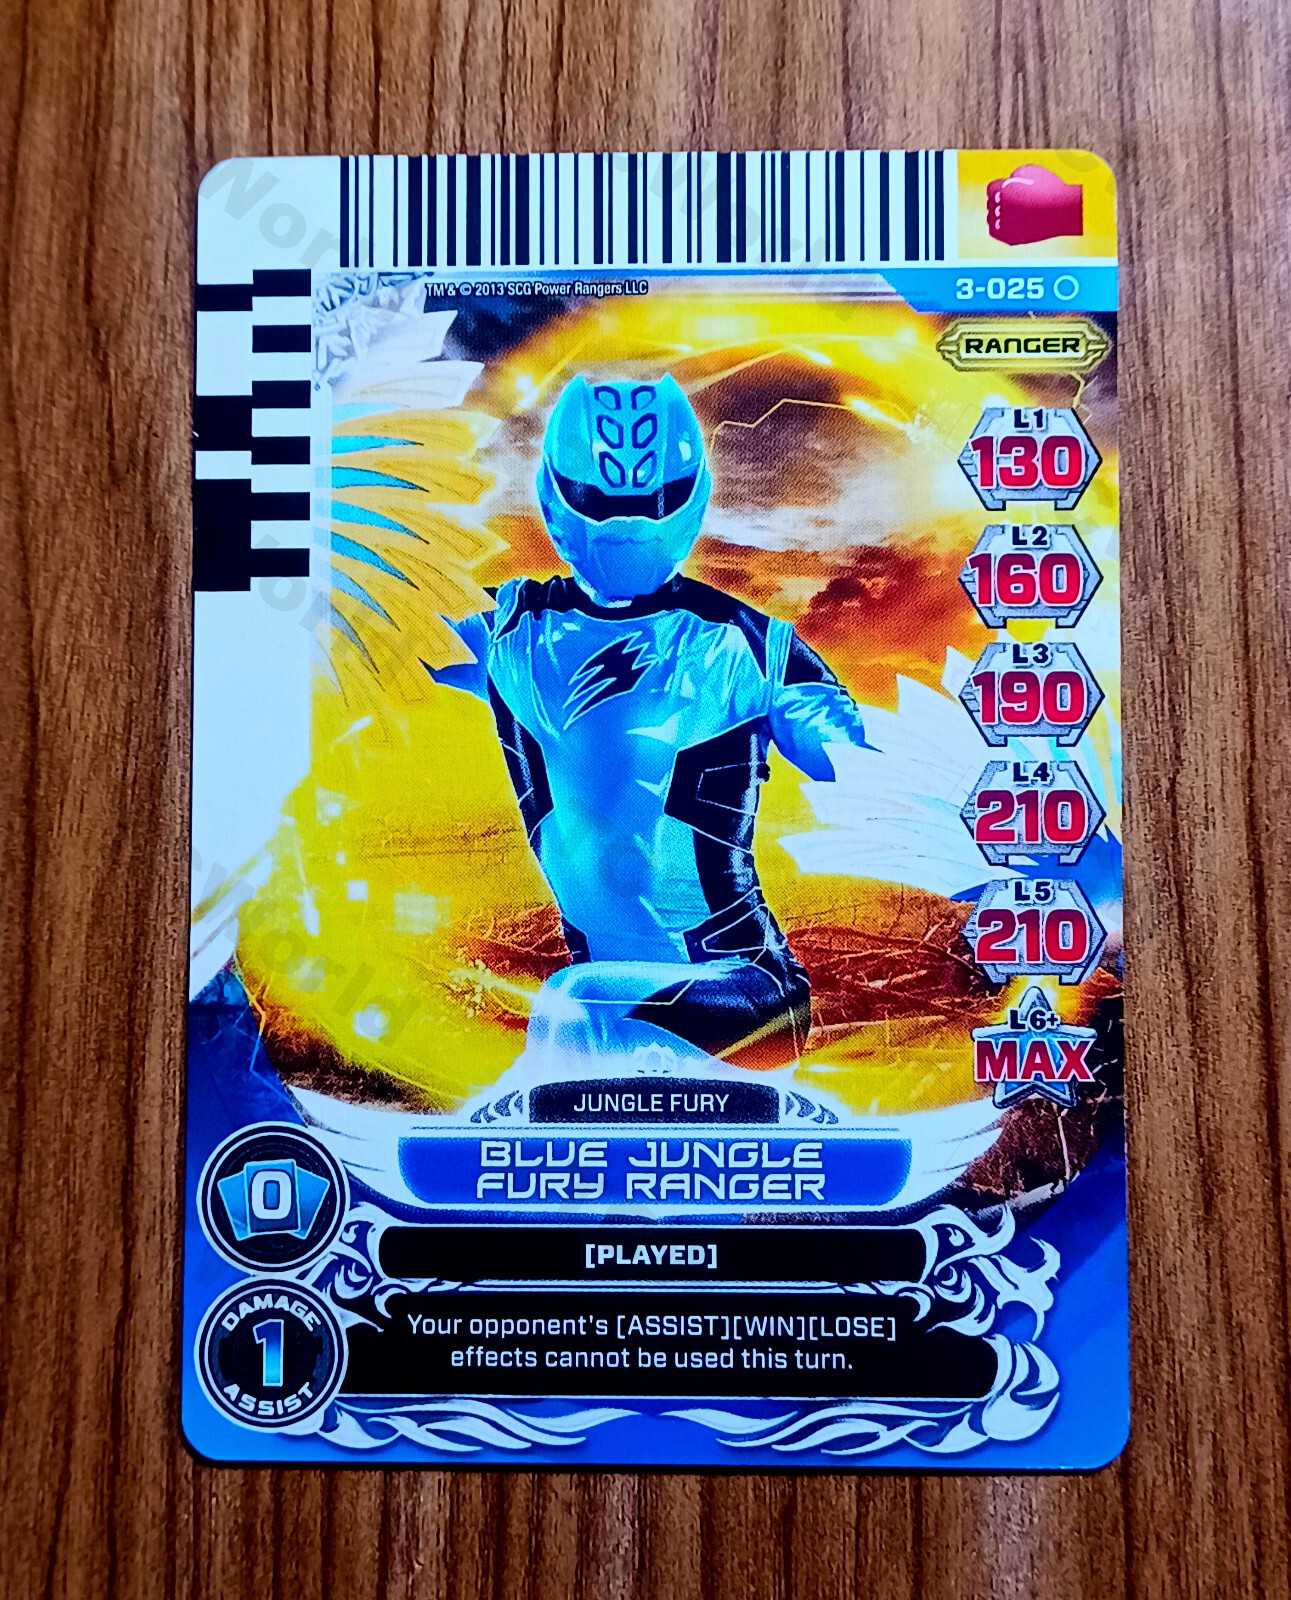 TM & © 2013 SCG Power Rangers LLC
3-025
RANGER
L1
130
L2
160
L3
190
L4
210
L5
210
L6+
MAX
JUNGLE FURY
BLUE JUNGLE
FURY RANGER
0
[PLAYED]
DAMAGE
1
ASSIST
Your opponent's [ASSIST][WIN][LOSE]
effects cannot be used this turn.
World
World